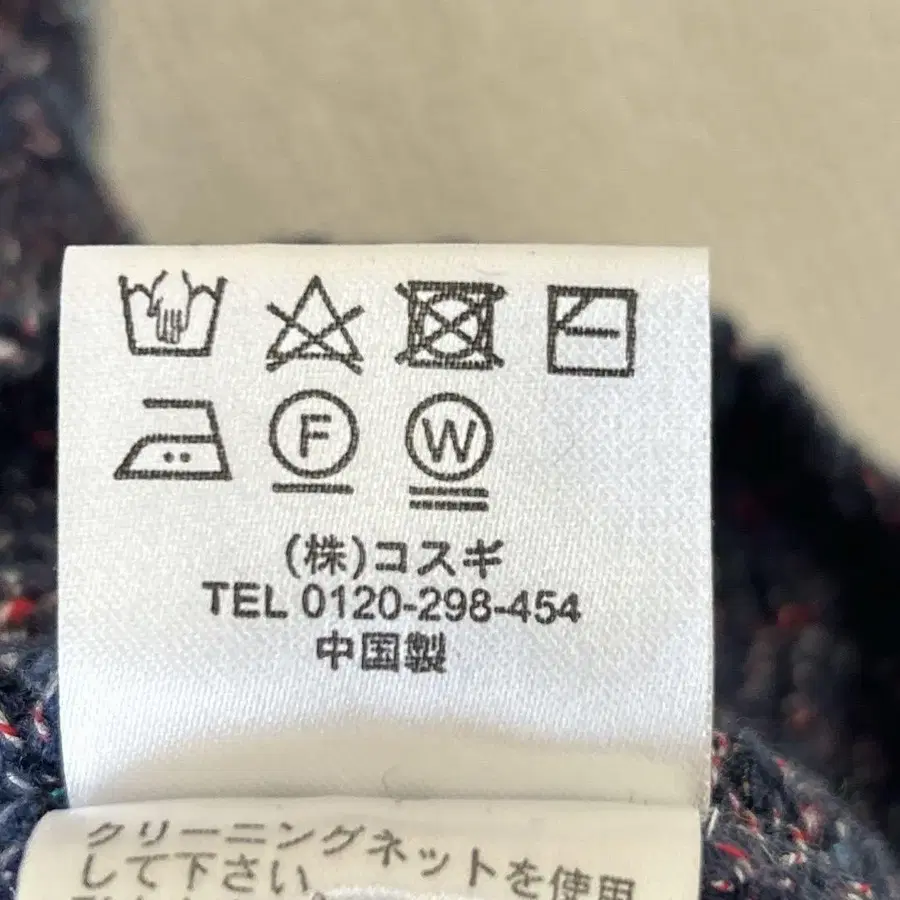 F W
(株)コスギ
TEL 0120-298-454
中国製
クリーニングネットを使用
して下さい